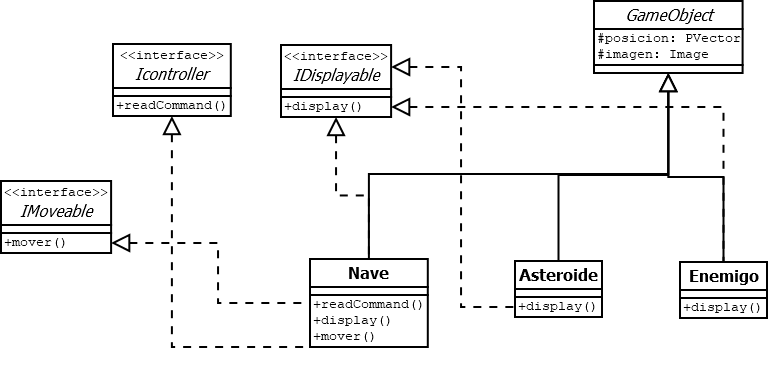 GameObject
#posicion: PVector
#imagen: Image
<<interface>>
Icontroller
+readCommand()
<<interface>>
IDisplayable
+display()
<<interface>>
IMoveable
+mover()
Nave
+readCommand()
+display()
+mover()
Asteroide
+display()
Enemigo
+display()